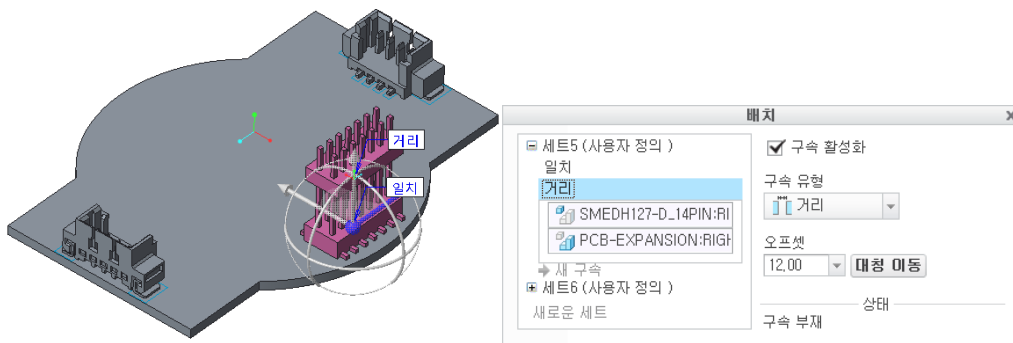 거리
일치
배치
세트5 (사용자 정의 )
일치
거리
SMEDH127-D_14PIN:RI
PCB-EXPANSION:RIGH
새 구속
세트6 (사용자 정의 )
새로운 세트
구속 활성화
구속 유형
거리
오프셋
12,00
대칭 이동
상태
구속 부재